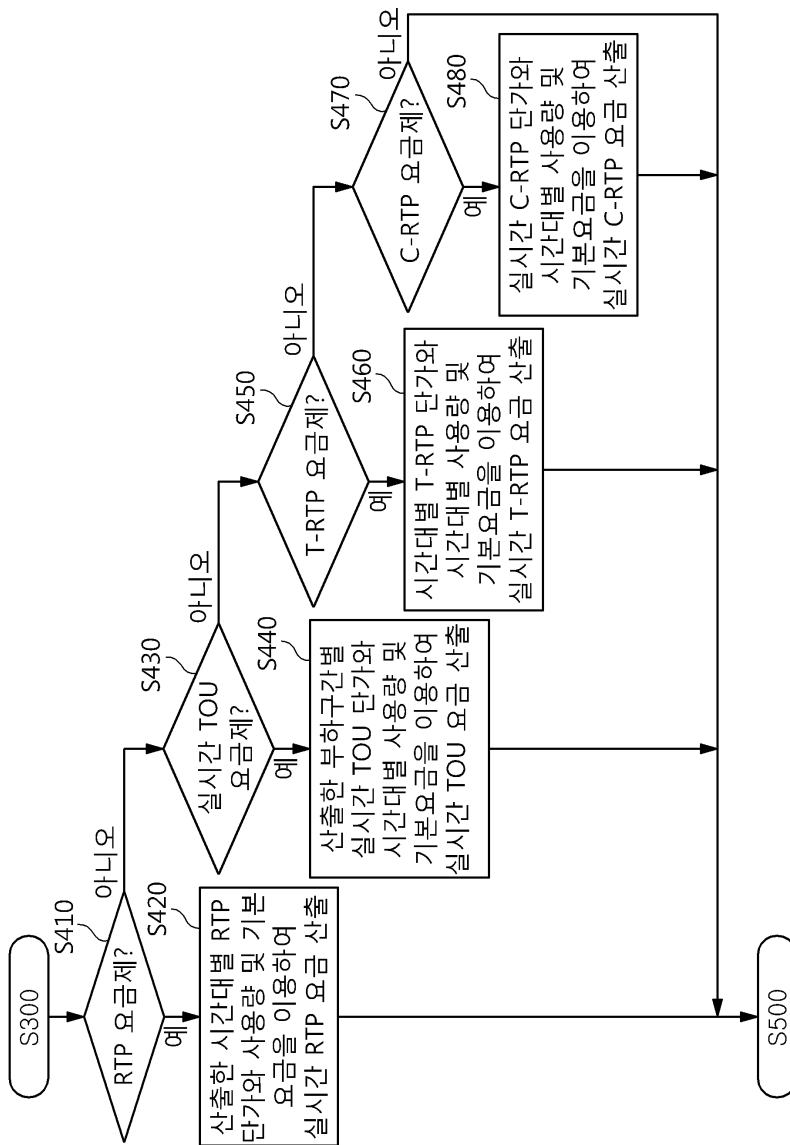 S300
S410
RTP 요금제?
아니오
예
S420
산출한 시간대별 RTP
단가와 사용량 및 기본
요금을 이용하여
실시간 RTP 요금 산출
S430
실시간 TOU
요금제?
아니오
예
S440
산출한 부하구간별
실시간 TOU 단가와
시간대별 사용량 및
기본요금을 이용하여
실시간 TOU 요금 산출
S450
T-RTP 요금제?
아니오
예
S460
시간대별 T-RTP 단가와
시간대별 사용량 및
기본요금을 이용하여
실시간 T-RTP 요금 산출
S470
C-RTP 요금제?
아니오
예
S480
실시간 C-RTP 단가와
시간대별 사용량 및
기본요금을 이용하여
실시간 C-RTP 요금 산출
S500